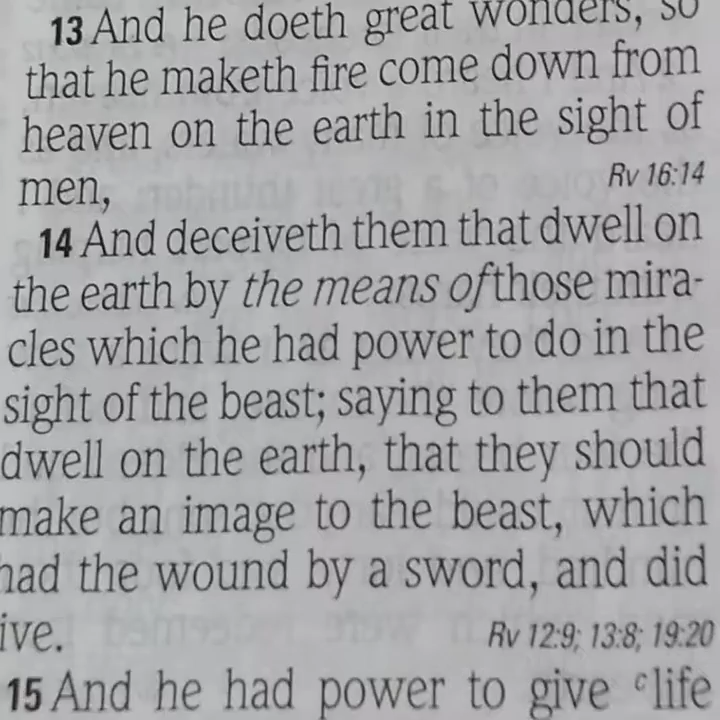 13 And he doeth great wonders, so
that he maketh fire come down from
heaven on the earth in the sight of
men, Rv 16:14
14 And deceiveth them that dwell on
the earth by the means of those mira-
cles which he had power to do in the
sight of the beast; saying to them that
dwell on the earth, that they should
make an image to the beast, which
had the wound by a sword, and did
ive. Rv 12:9; 13:8; 19:20
15 And he had power to give ᶜlife